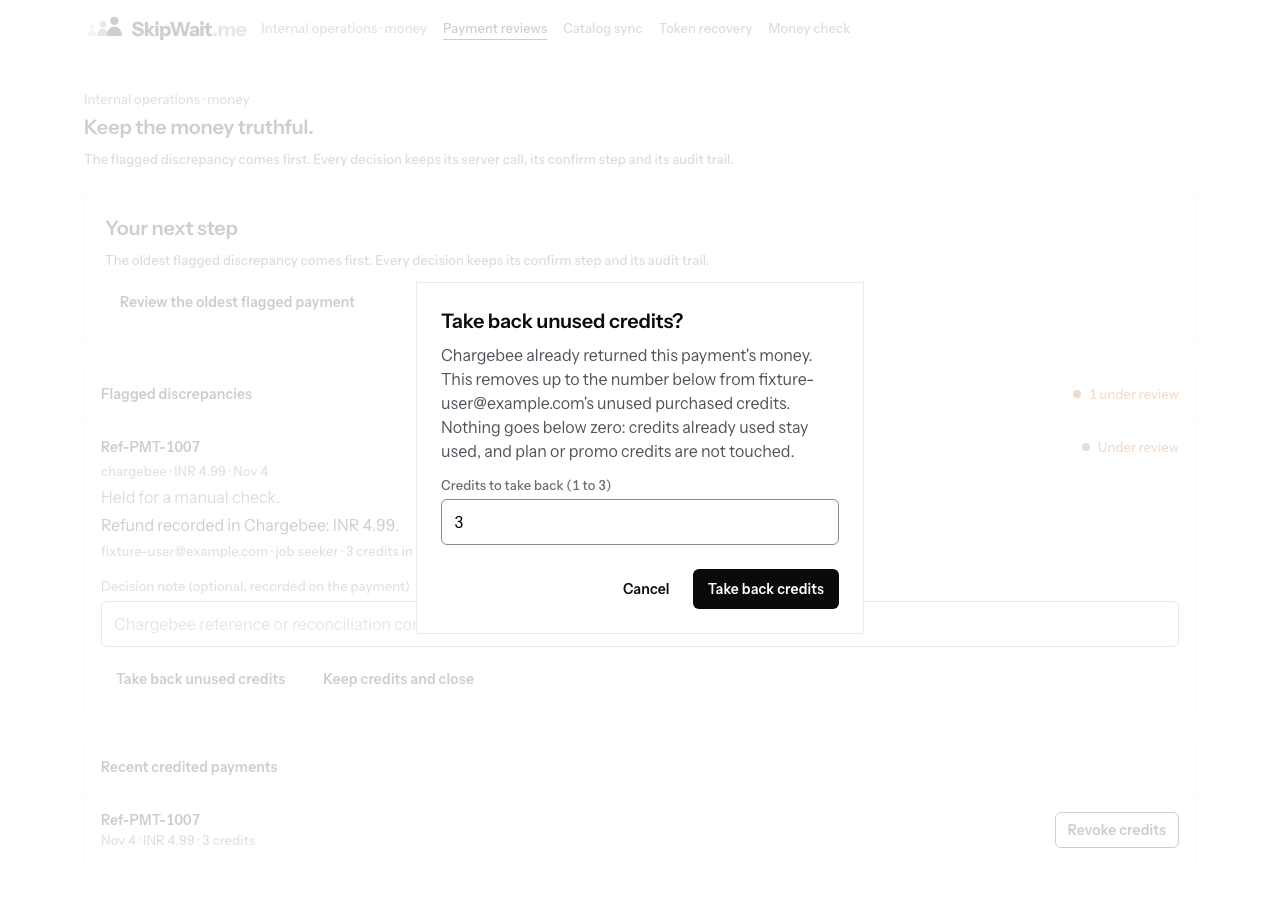 SkipWait.me
Internal operations · money
Payment reviews
Catalog sync
Token recovery
Money check
Internal operations · money
Keep the money truthful.
The flagged discrepancy comes first. Every decision keeps its server call, its confirm step and its audit trail.
Your next step
The oldest flagged discrepancy comes first. Every decision keeps its confirm step and its audit trail.
Review the oldest flagged payment
Take back unused credits?
Chargebee already returned this payment's money.
This removes up to the number below from fixture-
user@example.com's unused purchased credits.
Nothing goes below zero: credits already used stay
used, and plan or promo credits are not touched.
Credits to take back (1 to 3)
3
Cancel
Take back credits
Flagged discrepancies
1 under review
Ref-PMT-1007
Under review
chargebee · INR 4.99 · Nov 4
Held for a manual check.
Refund recorded in Chargebee: INR 4.99.
fixture-user@example.com · job seeker · 3 credits in
Decision note (optional, recorded on the payment)
Chargebee reference or reconciliation
Take back unused credits
Keep credits and close
Recent credited payments
Ref-PMT-1007
Nov 4 · INR 4.99 · 3 credits
Revoke credits